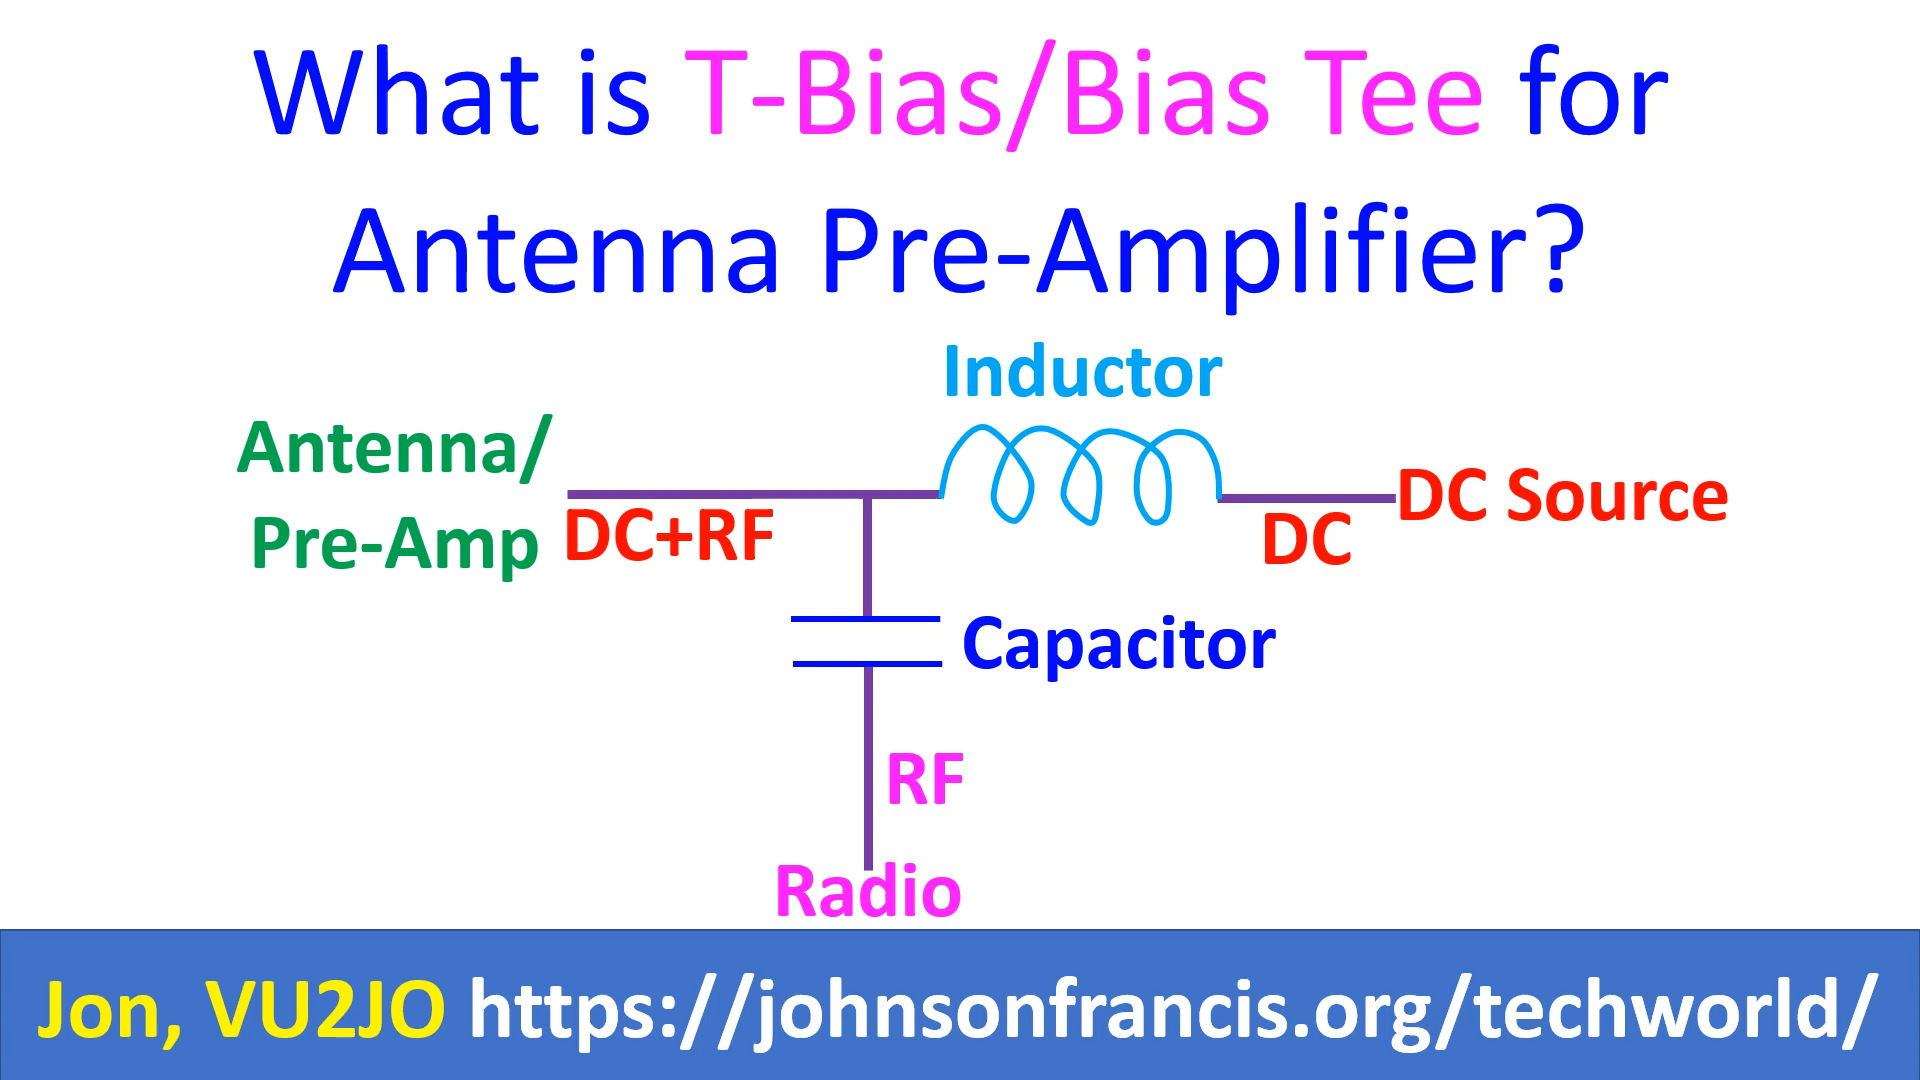 What is T-Bias/Bias Tee for
Antenna Pre-Amplifier?
Inductor
Antenna/
Pre-Amp
DC+RF
DC
DC Source
Capacitor
RF
Radio
Jon, VU2JO https://johnsonfrancis.org/techworld/